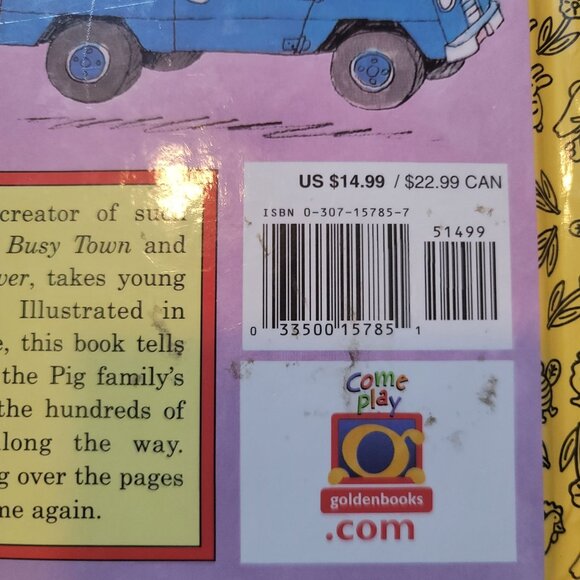 US $14.99 / $22.99 CAN
ISBN 0-307-15785-7
51499
0 33500 15785 1
creator of such
Busy Town and
ver, takes young
Illustrated in
e, this book tells
the Pig family's
the hundreds of
along the way.
g over the pages
me again.
come
play
goldenbooks
.com